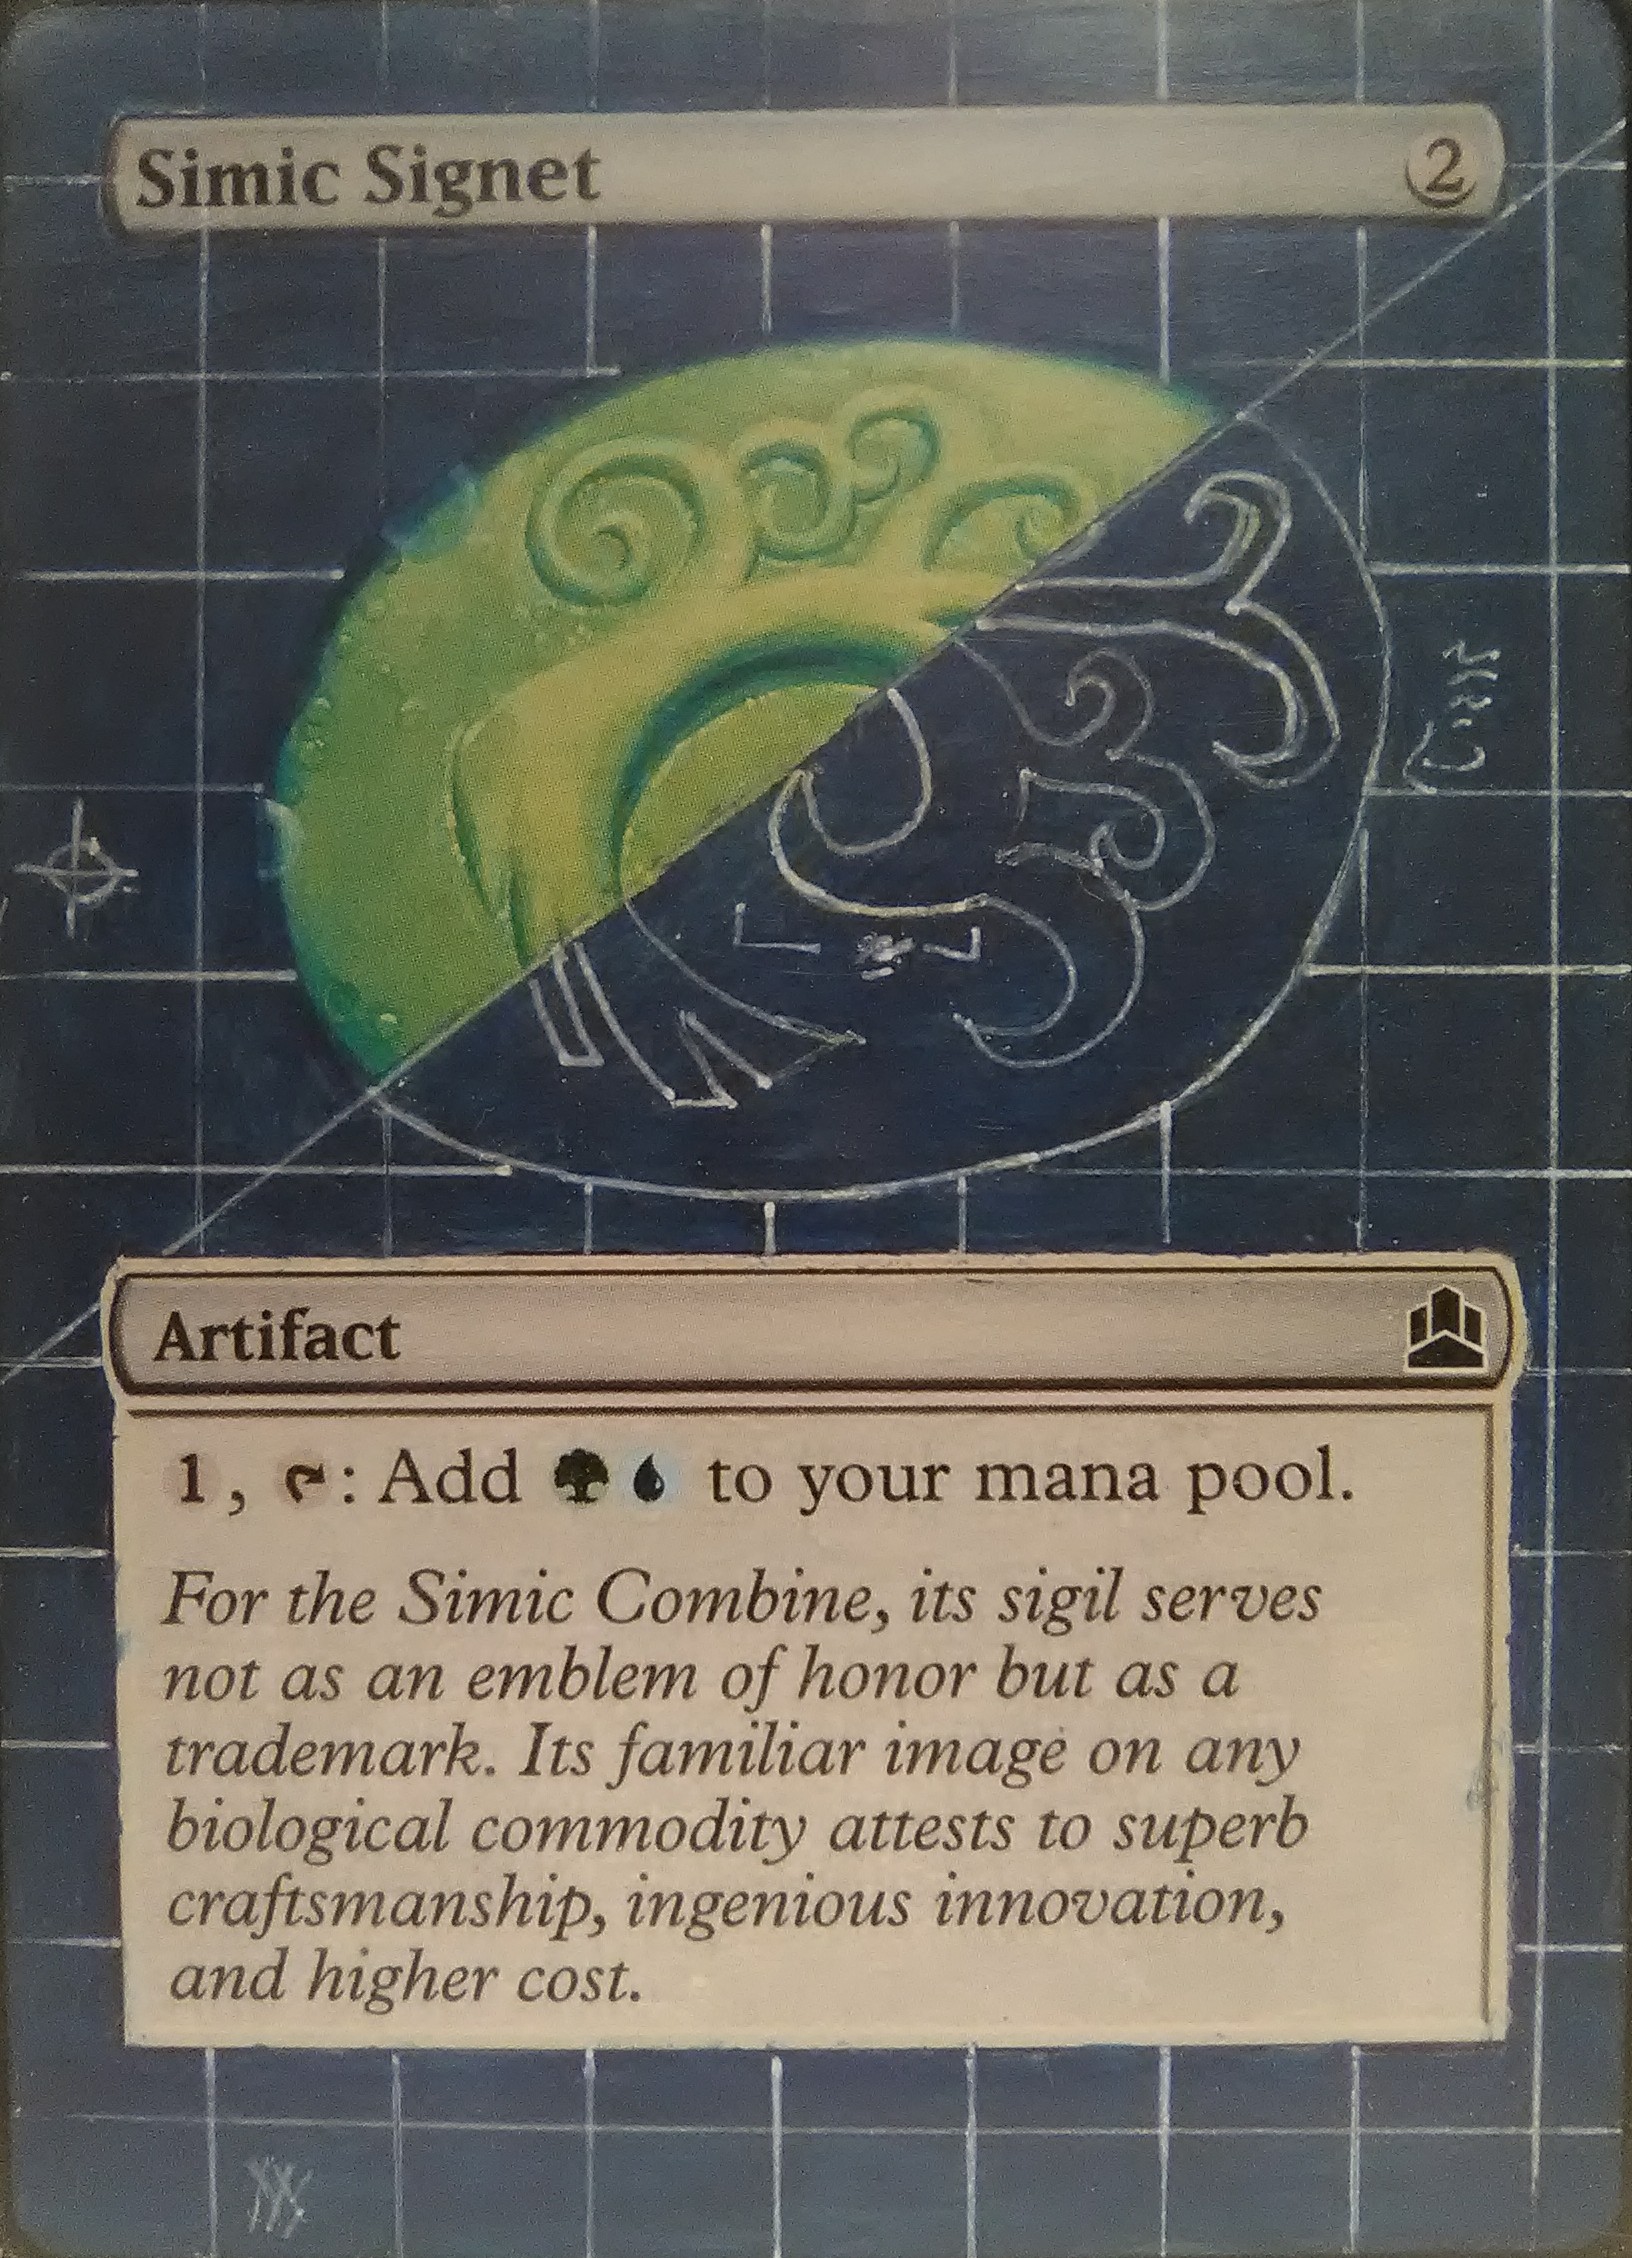 Simic Signet 2
Artifact
1, : Add to your mana pool.
For the Simic Combine, its sigil serves
not as an emblem of honor but as a
trademark. Its familiar image on any
biological commodity attests to superb
craftsmanship, ingenious innovation,
and higher cost.